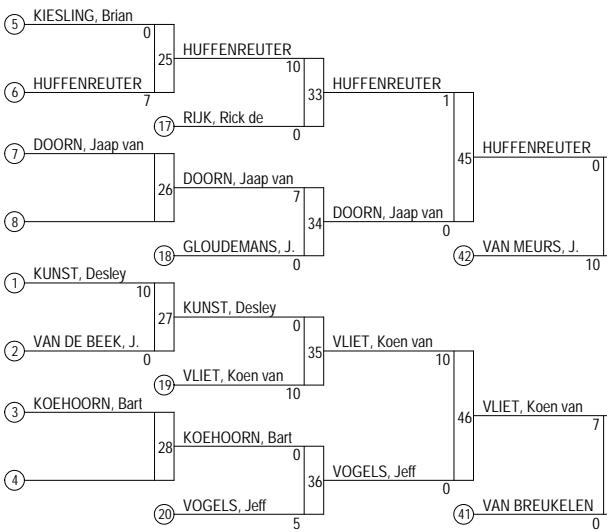 5 KIESLING, Brian
0
25 HUFFENREUTER
10
6 HUFFENREUTER
7
33 HUFFENREUTER
1
17 RIJK, Rick de
0
7 DOORN, Jaap van
45 HUFFENREUTER
0
26 DOORN, Jaap van
7
8
34 DOORN, Jaap van
0
18 GLOUDEMANS, J.
0
42 VAN MEURS, J.
10
1 KUNST, Desley
10
27 KUNST, Desley
0
2 VAN DE BEEK, J.
0
35 VLIET, Koen van
10
19 VLIET, Koen van
10
3 KOEHOORN, Bart
46 VLIET, Koen van
7
28 KOEHOORN, Bart
0
4
36 VOGELS, Jeff
0
20 VOGELS, Jeff
5
41 VAN BREUKELEN
0